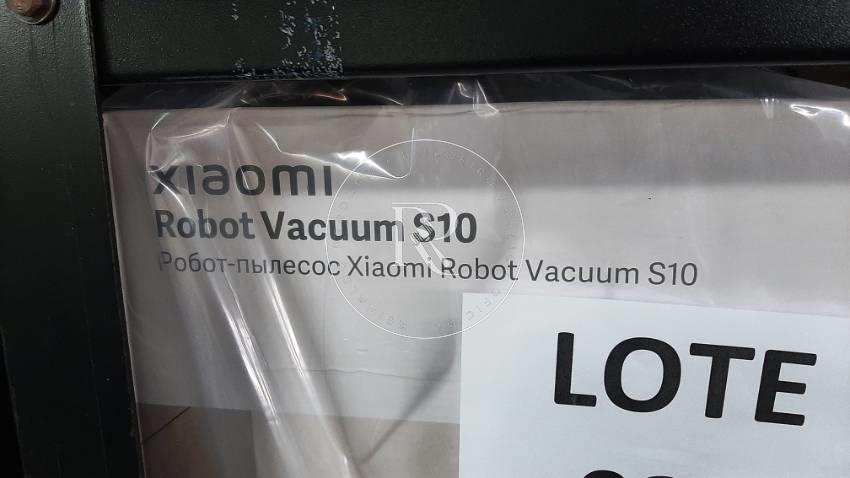 xiaomi
Robot Vacuum S10
Робот-пылесос Xiaomi Robot Vacuum S10
R
LOTE